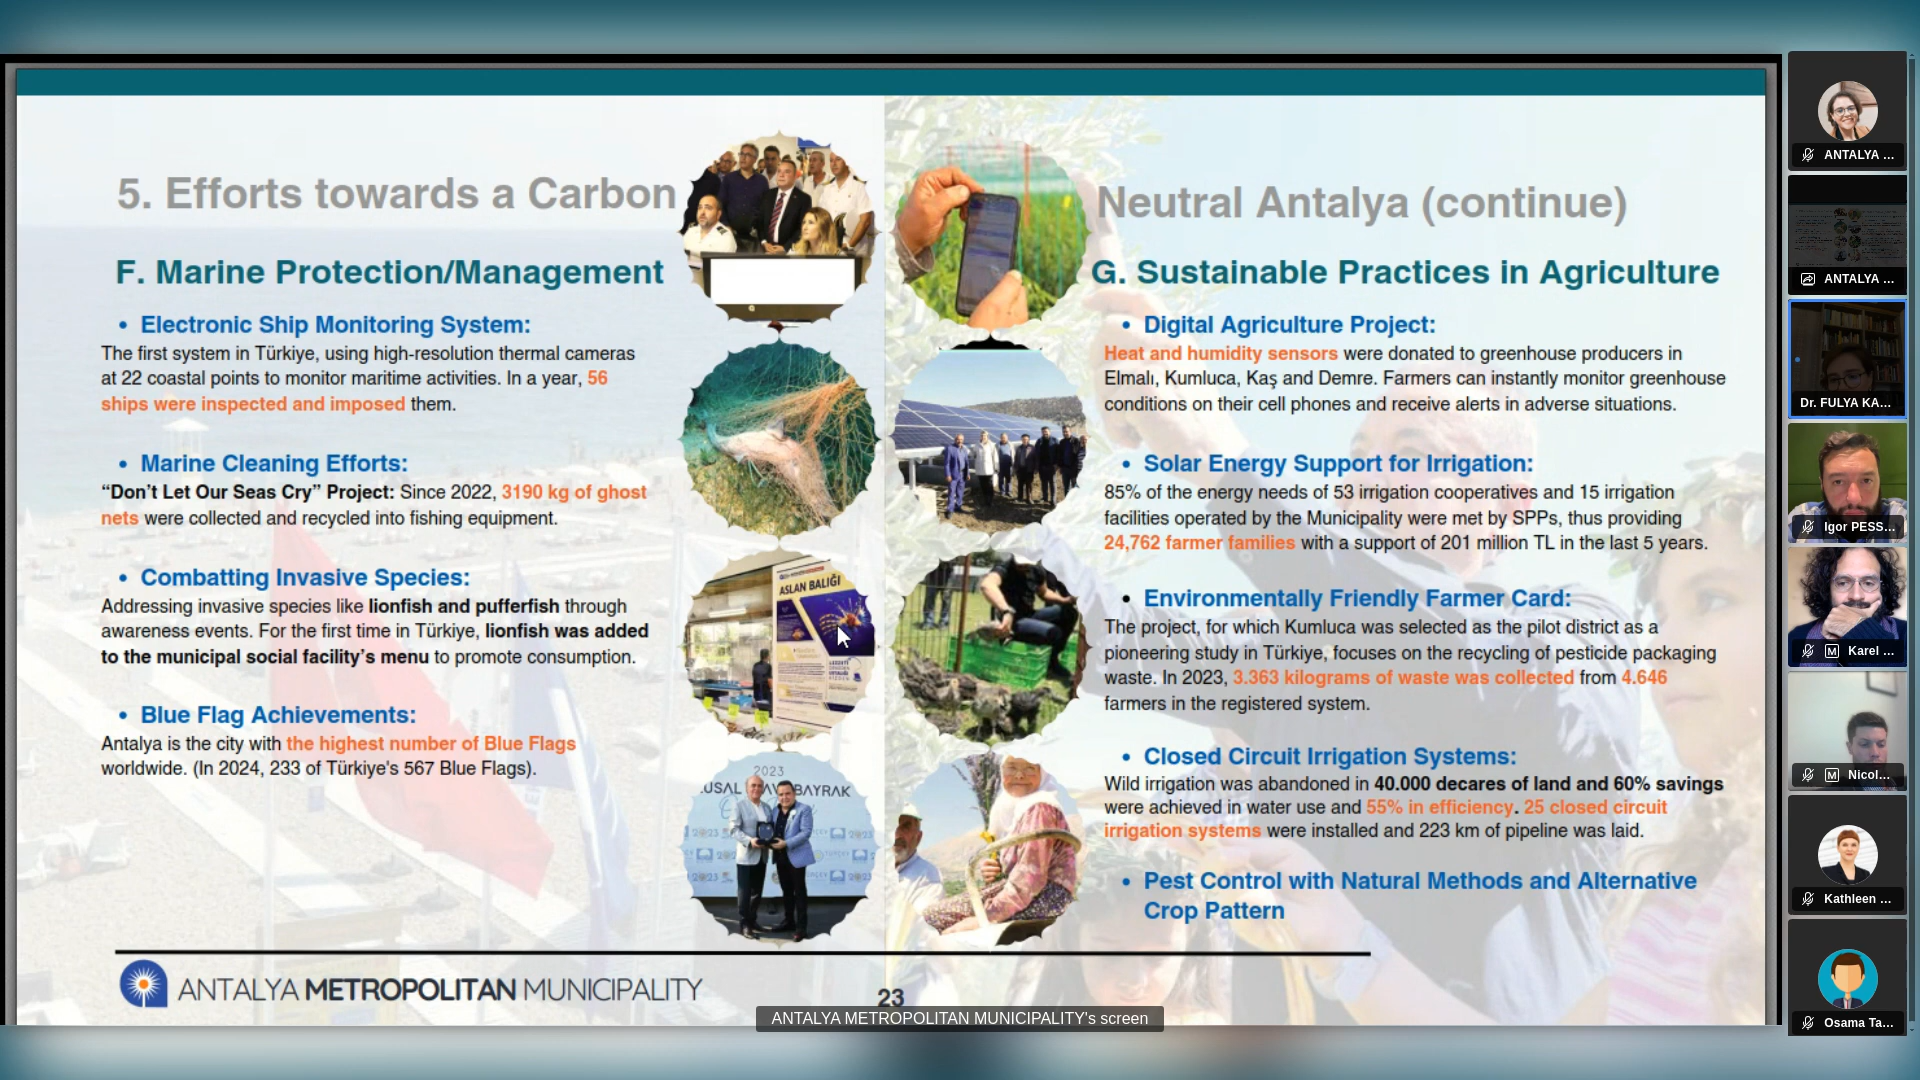 5. Efforts towards a Carbon
Neutral Antalya (continue)
F. Marine Protection/Management
• Electronic Ship Monitoring System:
The first system in Türkiye, using high-resolution thermal cameras
at 22 coastal points to monitor maritime activities. In a year, 56
ships were inspected and imposed them.
• Marine Cleaning Efforts:
“Don’t Let Our Seas Cry” Project: Since 2022, 3190 kg of ghost
nets were collected and recycled into fishing equipment.
• Combatting Invasive Species:
Addressing invasive species like lionfish and pufferfish through
awareness events. For the first time in Türkiye, lionfish was added
to the municipal social facility’s menu to promote consumption.
• Blue Flag Achievements:
Antalya is the city with the highest number of Blue Flags
worldwide. (In 2024, 233 of Türkiye's 567 Blue Flags).
ASLAN BALIĞI
2023
BAYRAK
G. Sustainable Practices in Agriculture
• Digital Agriculture Project:
Heat and humidity sensors were donated to greenhouse producers in
Elmalı, Kumluca, Kaş and Demre. Farmers can instantly monitor greenhouse
conditions on their cell phones and receive alerts in adverse situations.
• Solar Energy Support for Irrigation:
85% of the energy needs of 53 irrigation cooperatives and 15 irrigation
facilities operated by the Municipality were met by SPPs, thus providing
24,762 farmer families with a support of 201 million TL in the last 5 years.
• Environmentally Friendly Farmer Card:
The project, for which Kumluca was selected as the pilot district as a
pioneering study in Türkiye, focuses on the recycling of pesticide packaging
waste. In 2023, 3.363 kilograms of waste was collected from 4.646
farmers in the registered system.
• Closed Circuit Irrigation Systems:
Wild irrigation was abandoned in 40.000 decares of land and 60% savings
were achieved in water use and 55% in efficiency. 25 closed circuit
irrigation systems were installed and 223 km of pipeline was laid.
• Pest Control with Natural Methods and Alternative
Crop Pattern
ANTALYA METROPOLITAN MUNICIPALITY
23
ANTALYA METROPOLITAN MUNICIPALITY's screen
ANTALYA ...
ANTALYA ...
Dr. FULYA KA...
Igor PESS...
M Karel ...
M Nicol...
Kathleen ...
Osama Ta...